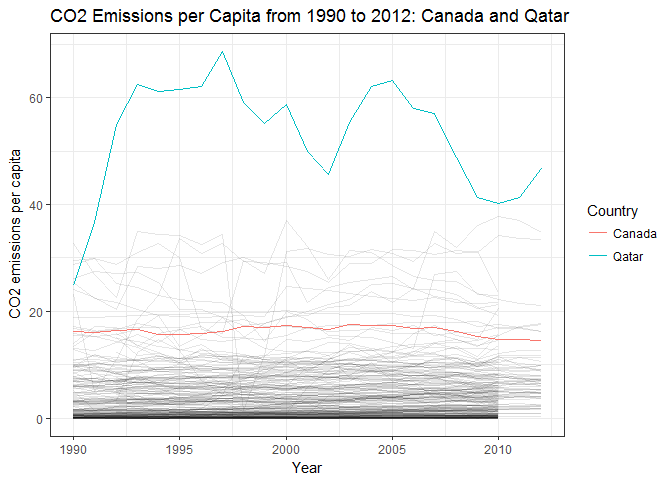 CO2 Emissions per Capita from 1990 to 2012: Canada and Qatar
CO2 emissions per capita
60
40
20
0
1990
1995
2000
2005
2010
Year
Country
Canada
Qatar